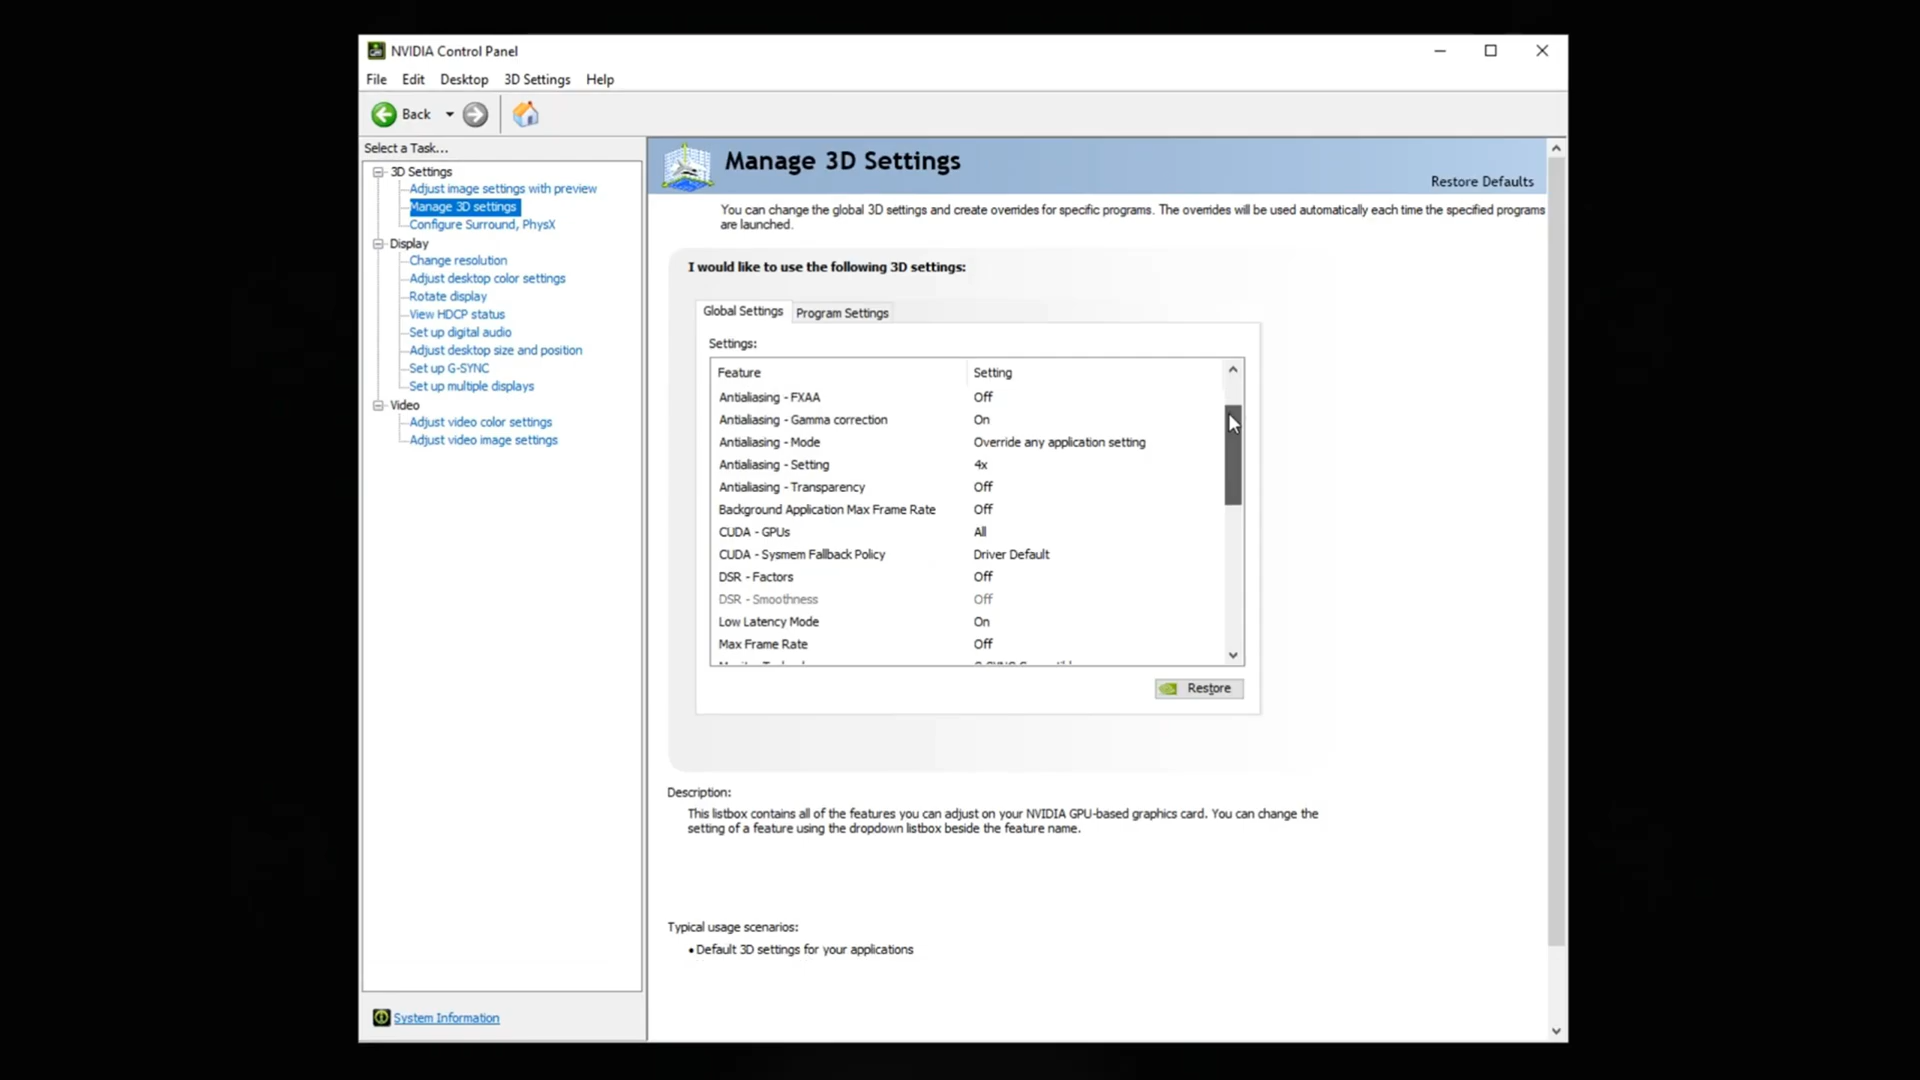 NVIDIA Control Panel
File Edit Desktop 3D Settings Help
Back
Select a Task...
3D Settings
Adjust image settings with preview
Manage 3D settings
Configure Surround, PhysX
Display
Change resolution
Adjust desktop color settings
Rotate display
View HDCP status
Set up digital audio
Adjust desktop size and position
Set up G-SYNC
Set up multiple displays
Video
Adjust video color settings
Adjust video image settings
System Information
Manage 3D Settings
Restore Defaults
You can change the global 3D settings and create overrides for specific programs. The overrides will be used automatically each time the specified programs
are launched.
I would like to use the following 3D settings:
Global Settings Program Settings
Settings:
Feature Setting
Antialiasing - FXAA Off
Antialiasing - Gamma correction On
Antialiasing - Mode Override any application setting
Antialiasing - Setting 4x
Antialiasing - Transparency Off
Background Application Max Frame Rate Off
CUDA - GPUs All
CUDA - Sysmem Fallback Policy Driver Default
DSR - Factors Off
DSR - Smoothness Off
Low Latency Mode On
Max Frame Rate Off
Restore
Description:
This listbox contains all of the features you can adjust on your NVIDIA GPU-based graphics card. You can change the
setting of a feature using the dropdown listbox beside the feature name.
Typical usage scenarios:
• Default 3D settings for your applications